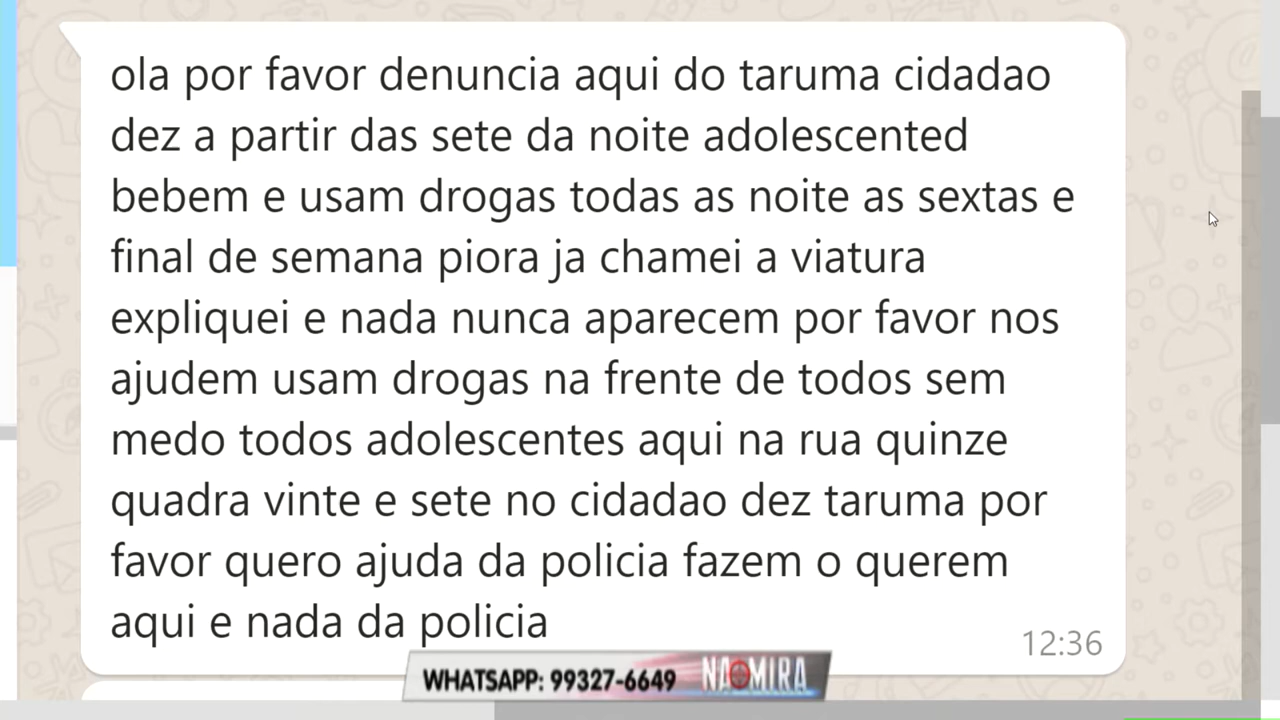 ola por favor denuncia aqui do taruma cidadao
dez a partir das sete da noite adolescented
bebem e usam drogas todas as noite as sextas e
final de semana piora ja chamei a viatura
expliquei e nada nunca aparecem por favor nos
ajudem usam drogas na frente de todos sem
medo todos adolescentes aqui na rua quinze
quadra vinte e sete no cidadao dez taruma por
favor quero ajuda da policia fazem o querem
aqui e nada da policia
12:36
WHATSAPP: 99327-6649 NA MIRA